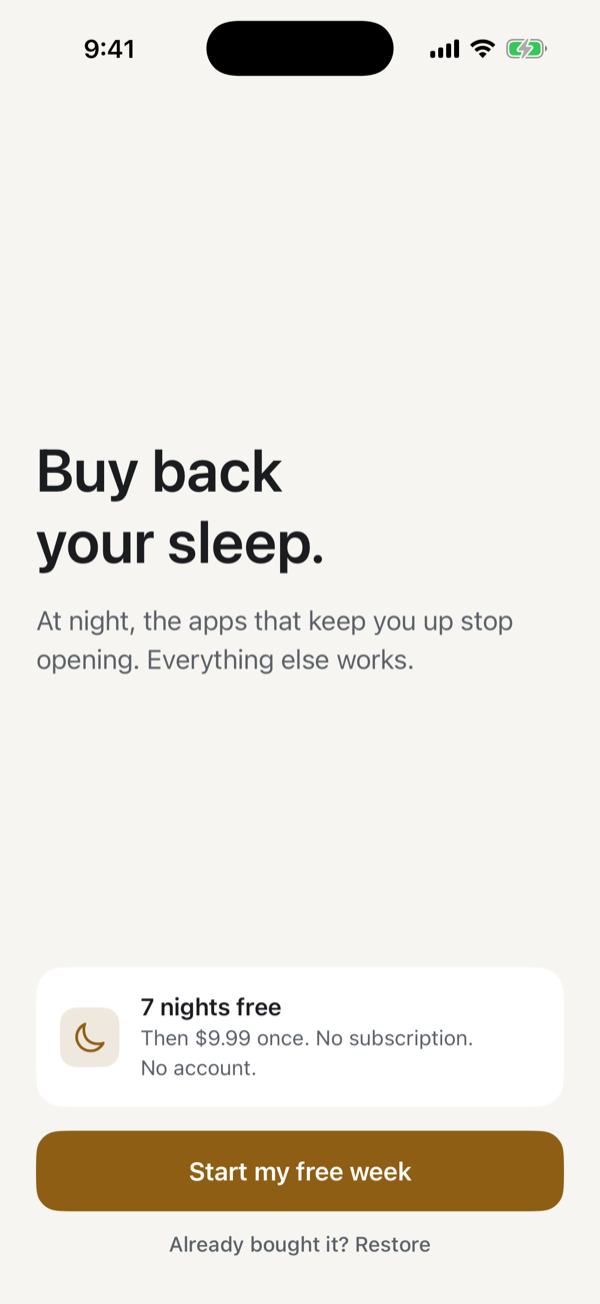 9:41
Buy back
your sleep.
At night, the apps that keep you up stop
opening. Everything else works.
7 nights free
Then $9.99 once. No subscription.
No account.
Start my free week
Already bought it? Restore